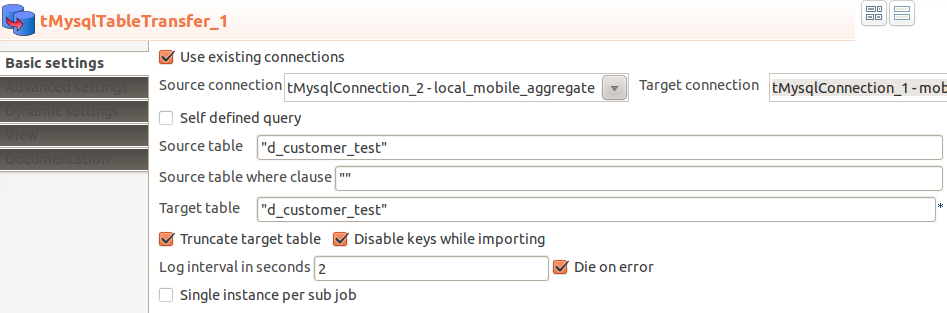 tMysqlTableTransfer_1
Basic settings
Advanced settings
Dynamic settings
View
Documentation
Use existing connections
Source connection tMysqlConnection_2 - local_mobile_aggregate Target connection tMysqlConnection_1 - mob
Self defined query
Source table "d_customer_test"
Source table where clause ""
Target table "d_customer_test" *
Truncate target table Disable keys while importing
Log interval in seconds 2 Die on error
Single instance per sub job